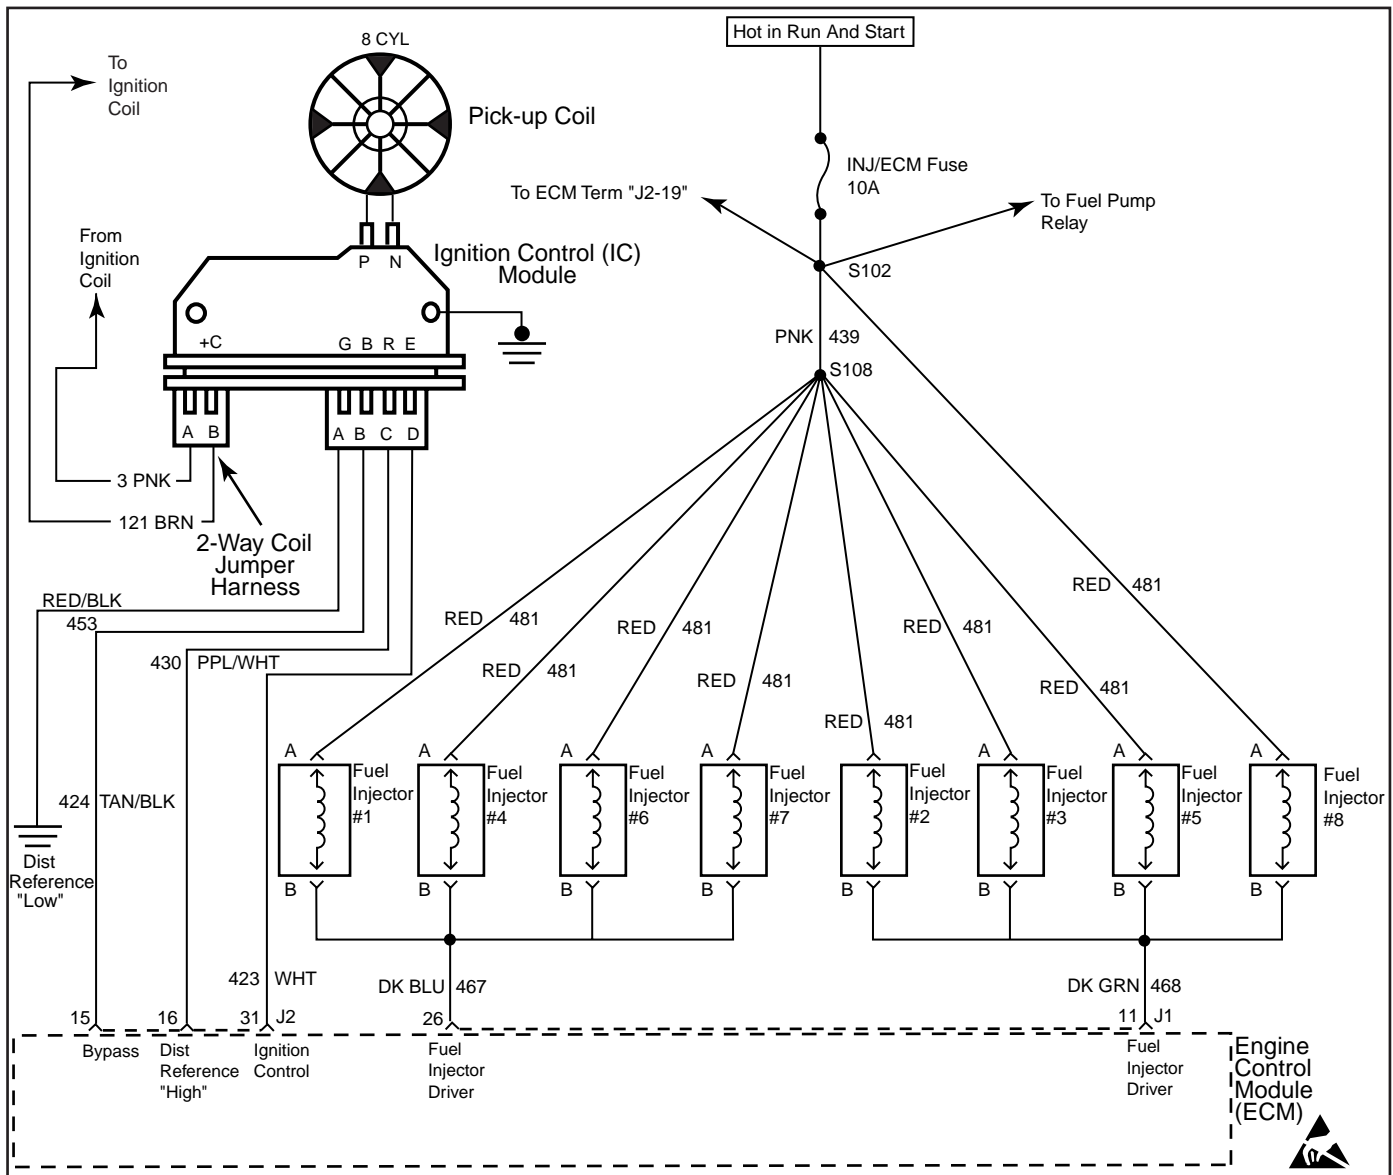 8 CYL
Hot in Run And Start
To
Ignition
Coil
Pick-up Coil
INJ/ECM Fuse
10A
To ECM Term "J2-19"
To Fuel Pump
Relay
From
Ignition
Coil
P N
Ignition Control (IC)
Module
S102
+C
G B R E
PNK 439
S108
A B
A B C D
3 PNK
121 BRN
2-Way Coil
Jumper
Harness
RED/BLK
453
430 PPL/WHT
RED 481
RED 481
RED 481
RED 481
RED 481
RED 481
RED 481
RED 481
A
A
A
A
A
A
A
Fuel
Injector
#1
Fuel
Injector
#4
Fuel
Injector
#6
Fuel
Injector
#7
Fuel
Injector
#2
Fuel
Injector
#3
Fuel
Injector
#5
Fuel
Injector
#8
424 TAN/BLK
Dist
Reference
"Low"
B
B
B
B
B
B
B
B
423 WHT
DK BLU 467
DK GRN 468
15
16
31 J2
26
11 J1
Bypass
Dist
Reference
"High"
Ignition
Control
Fuel
Injector
Driver
Fuel
Injector
Driver
Engine
Control
Module
(ECM)